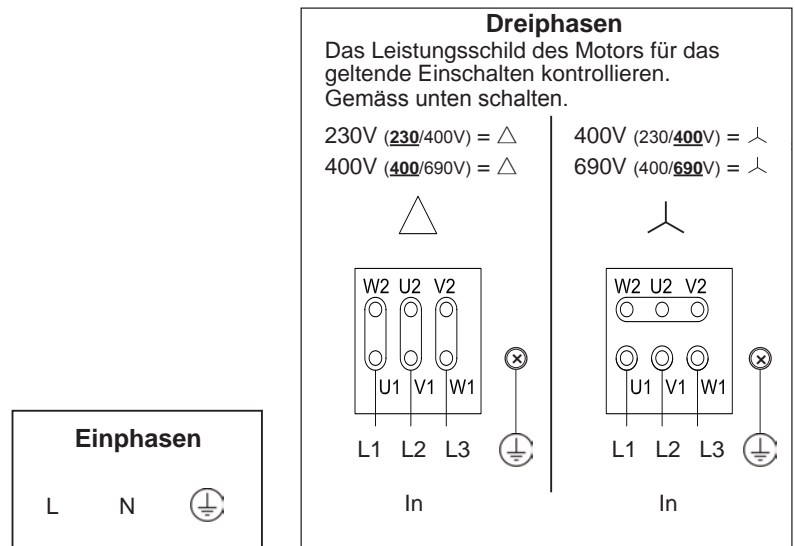 Dreiphasen
Das Leistungsschild des Motors für das
geltende Einschalten kontrollieren.
Gemäss unten schalten.
230V (230/400V) = △
400V (400/690V) = △
W2 U2 V2
U1 V1 W1
L1 L2 L3
In
400V (230/400V) =
690V (400/690V) =
W2 U2 V2
U1 V1 W1
L1 L2 L3
In
Einphasen
L N